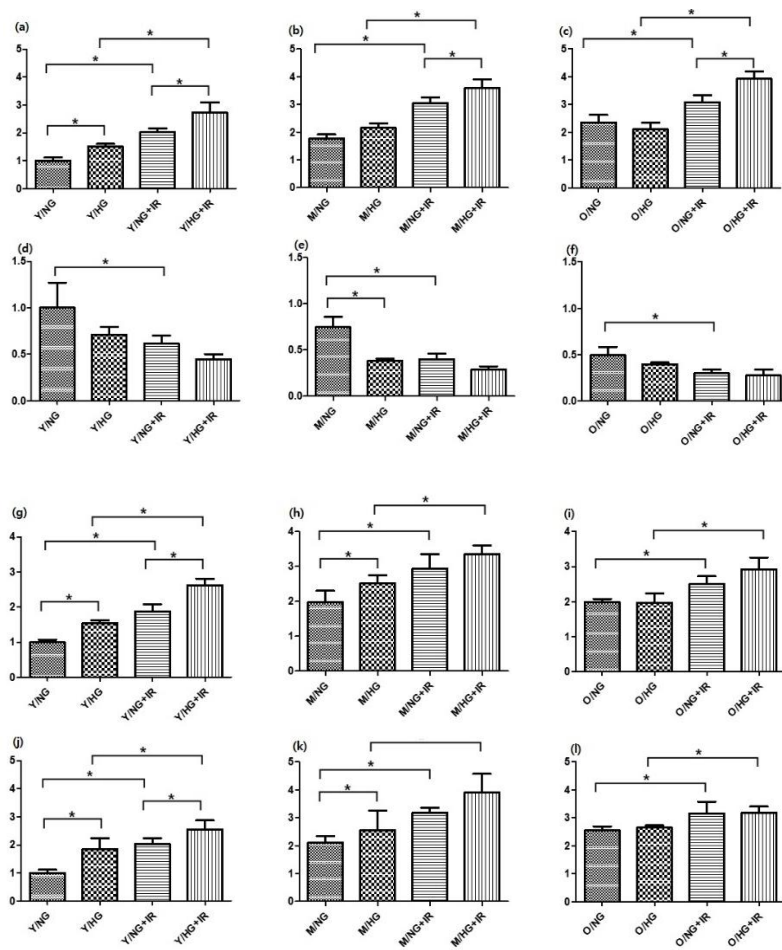 (a) (b) (c)
* * *
* * *
* * *
*
5 5 5
4 4 4
3 3 3
2 2 2
1 1 1
0 0 0
Y/NG Y/HG Y/NG+IR Y/HG+IR M/NG M/HG M/NG+IR M/HG+IR O/NG O/HG O/NG+IR O/HG+IR
(d) (e) (f)
* * *
*
1.5 1.5 1.5
1.0 1.0 1.0
0.5 0.5 0.5
0.0 0.0 0.0
Y/NG Y/HG Y/NG+IR Y/HG+IR M/NG M/HG M/NG+IR M/HG+IR O/NG O/HG O/NG+IR O/HG+IR
(g) (h) (i)
* * *
* * *
* *
*
4 4 4
3 3 3
2 2 2
1 1 1
0 0 0
Y/NG Y/HG Y/NG+IR Y/HG+IR M/NG M/HG M/NG+IR M/HG+IR O/NG O/HG O/NG+IR O/HG+IR
(j) (k) (l)
* *
* * *
* *
*
5 5 5
4 4 4
3 3 3
2 2 2
1 1 1
0 0 0
Y/NG Y/HG Y/NG+IR Y/HG+IR M/NG M/HG M/NG+IR M/HG+IR O/NG O/HG O/NG+IR O/HG+IR